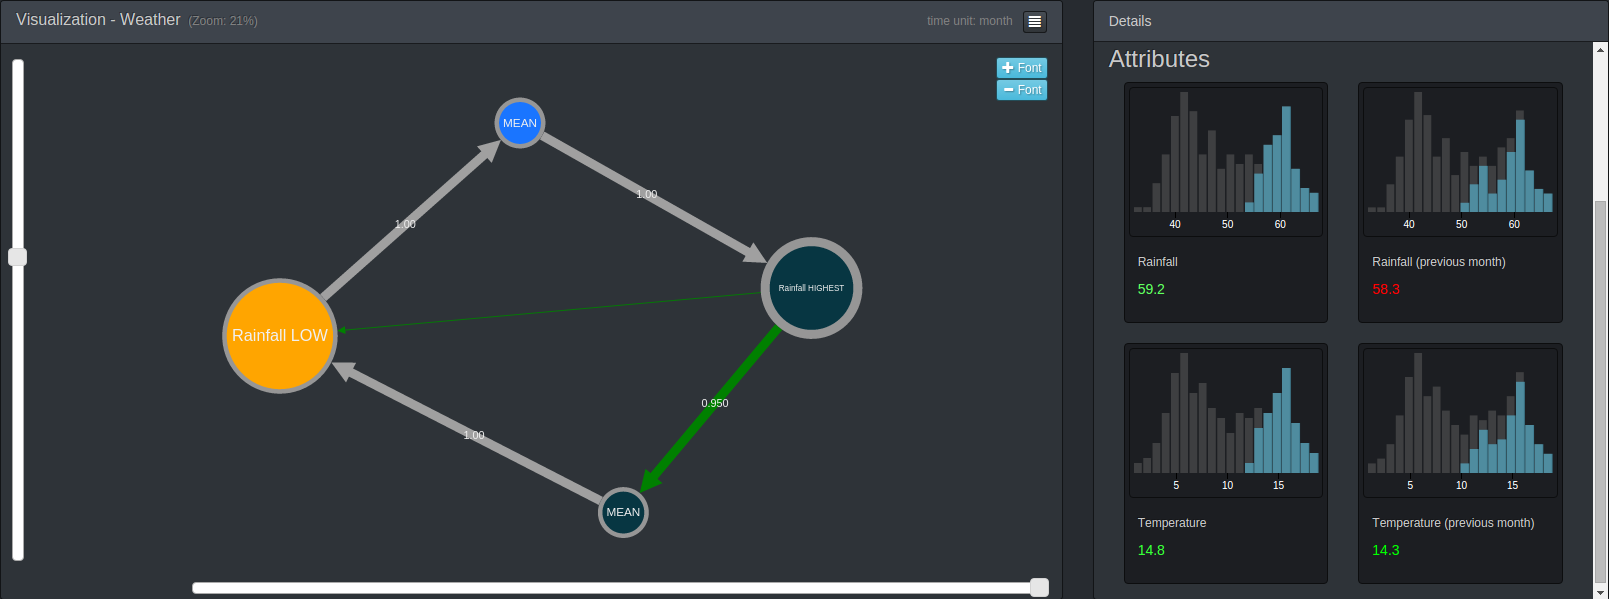 Visualization - Weather (Zoom: 21%)
time unit: month
Font
Font
MEAN
1.00
1.00
Rainfall HIGHEST
Rainfall LOW
0.950
1.00
MEAN
Details
Attributes
40 50 60
Rainfall
59.2
40 50 60
Rainfall (previous month)
58.3
5 10 15
Temperature
14.8
5 10 15
Temperature (previous month)
14.3